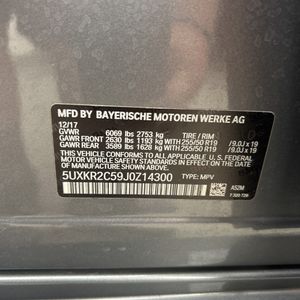 MFD BY BAYERISCHE MOTOREN WERKE AG
12/17
GVWR 6069 lbs 2753 kg TIRE / RIM
GAWR FRONT 2630 lbs 1193 kg WITH 255/50 R19 /9.0J x 19
GAWR REAR 3589 lbs 1628 kg WITH 255/50 R19 /9.0J x 19
THIS VEHICLE CONFORMS TO ALL APPLICABLE U.S. FEDERAL
MOTOR VEHICLE SAFETY STANDARDS IN EFFECT ON THE DATE
OF MANUFACTURE SHOWN ABOVE.
5UXKR2C59J0Z14300 TYPE: MPV